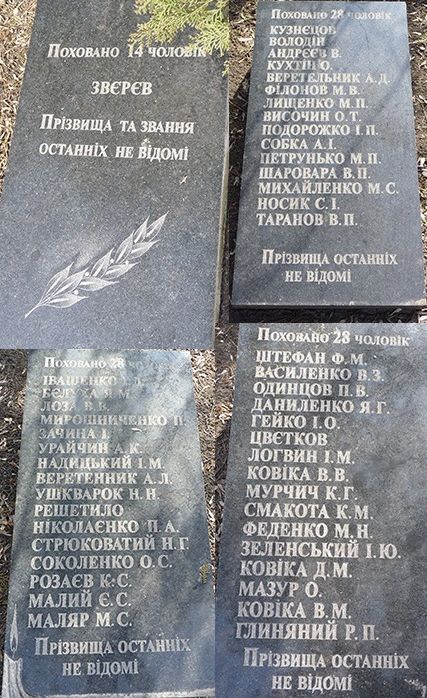 Поховано 14 чоловік
ЗВЄРЄВ
Прізвища та звання
останніх не відомі
Поховано 28 чоловік
КУЗНЄЦОВ
ВОЛОДІН
АНДРЄЄВ В.
КУХТІН О.
ВЕРЕТЕЛЬНИК А.Д.
ФІЛОНОВ М.В.
ЛИЩЕНКО М.П.
ВИСОЧИН О.Т.
ПОДОРОЖКО І.П.
СОБКА А.І.
ПЕТРУНЬКО М.П.
ШАРОВАРА В.П.
МИХАЙЛЕНКО М.С.
НОСИК С.І.
ТАРАНОВ В.П.
Прізвища останніх
не відомі
Поховано 28
ІВАЩЕНКО
БЄЛУХА Я.М.
ЛОЗА В.В.
МИРОШНИЧЕНКО П.
ЗАЧИНА І.
УРАЙЧИН А.К.
НАДИЦЬКИЙ І.М.
ВЕРЕТЕННИК А.Л.
УШКВАРОК Н.Н.
РЕШЕТИЛО
НІКОЛАЄНКО П.А.
СТРЮКОВАТИЙ Н.Г.
СОКОЛЕНКО О.С.
РОЗАЄВ К.С.
МАЛИЙ Є.С.
МАЛЯР М.С.
Прізвища останніх
не відомі
Поховано 28 чоловік
ШТЕФАН Ф.М.
ВАСИЛЕНКО В.З.
ОДИНЦОВ П.В.
ДАНИЛЕНКО Я.Г.
ГЕЙКО І.О.
ЦВЄТКОВ
ЛОГВИН І.М.
КОВІКА В.В.
МУРЧИЧ К.Г.
СМАКОТА К.М.
ФЕДЕНКО М.Н.
ЗЕЛЕНСЬКИЙ І.Ю.
КОВІКА Д.М.
МАЗУР О.
КОВІКА В.М.
ГЛИНЯНИЙ Р.П.
Прізвища останніх
не відомі